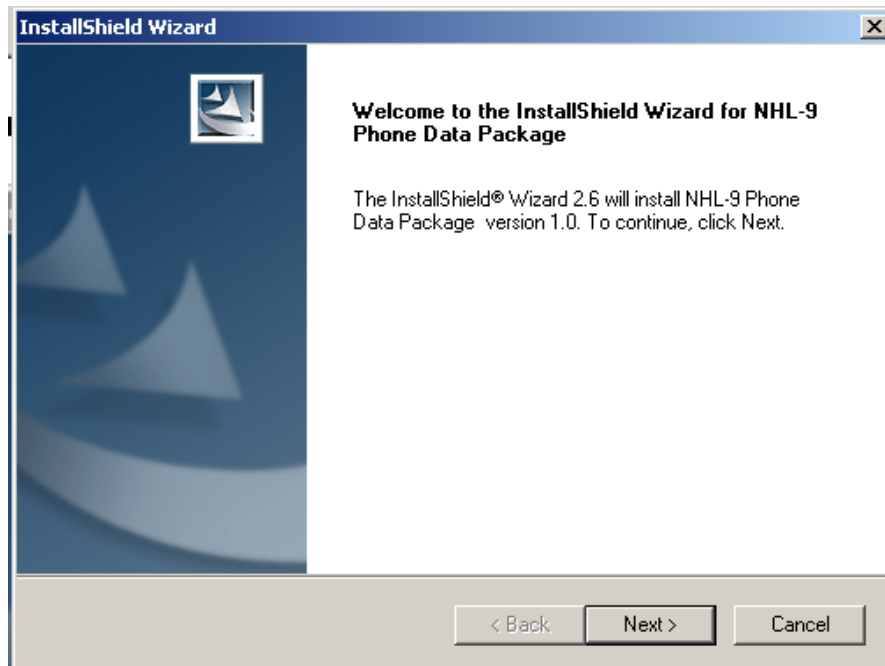 InstallShield Wizard
Welcome to the InstallShield Wizard for NHL-9
Phone Data Package
The InstallShield® Wizard 2.6 will install NHL-9 Phone
Data Package  version 1.0. To continue, click Next.
< Back
Next >
Cancel